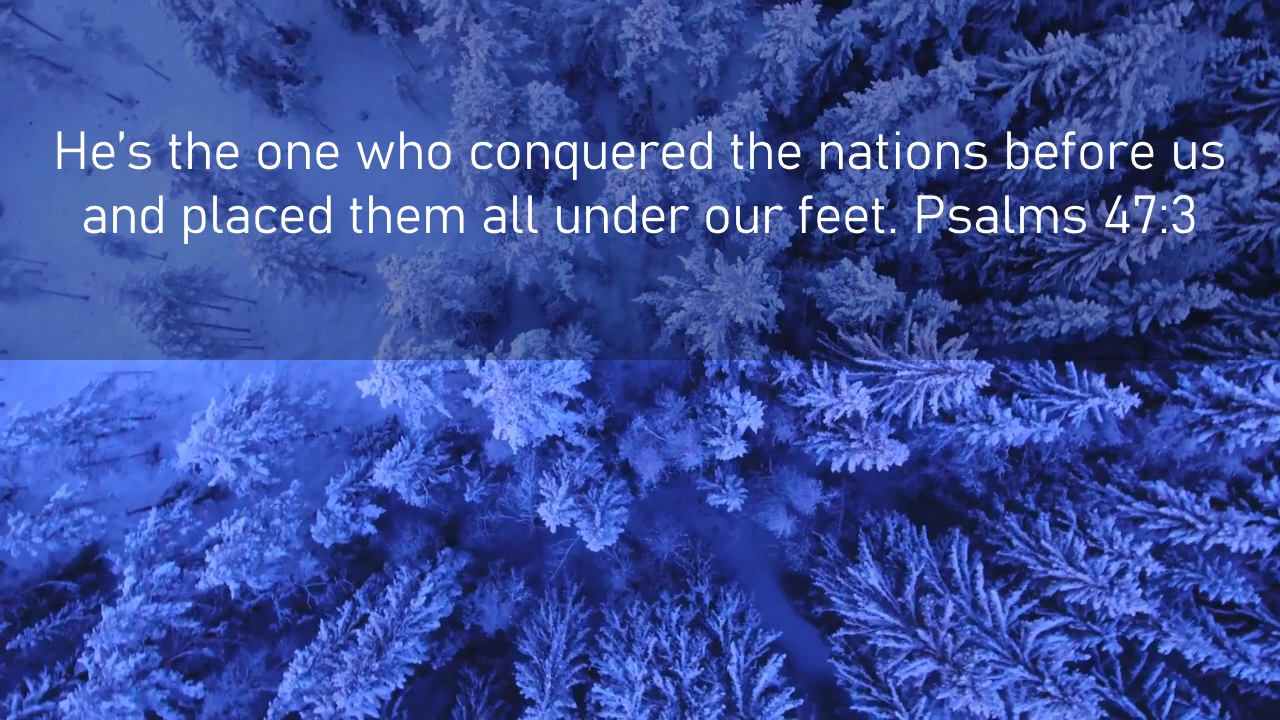 He’s the one who conquered the nations before us
and placed them all under our feet. Psalms 47:3